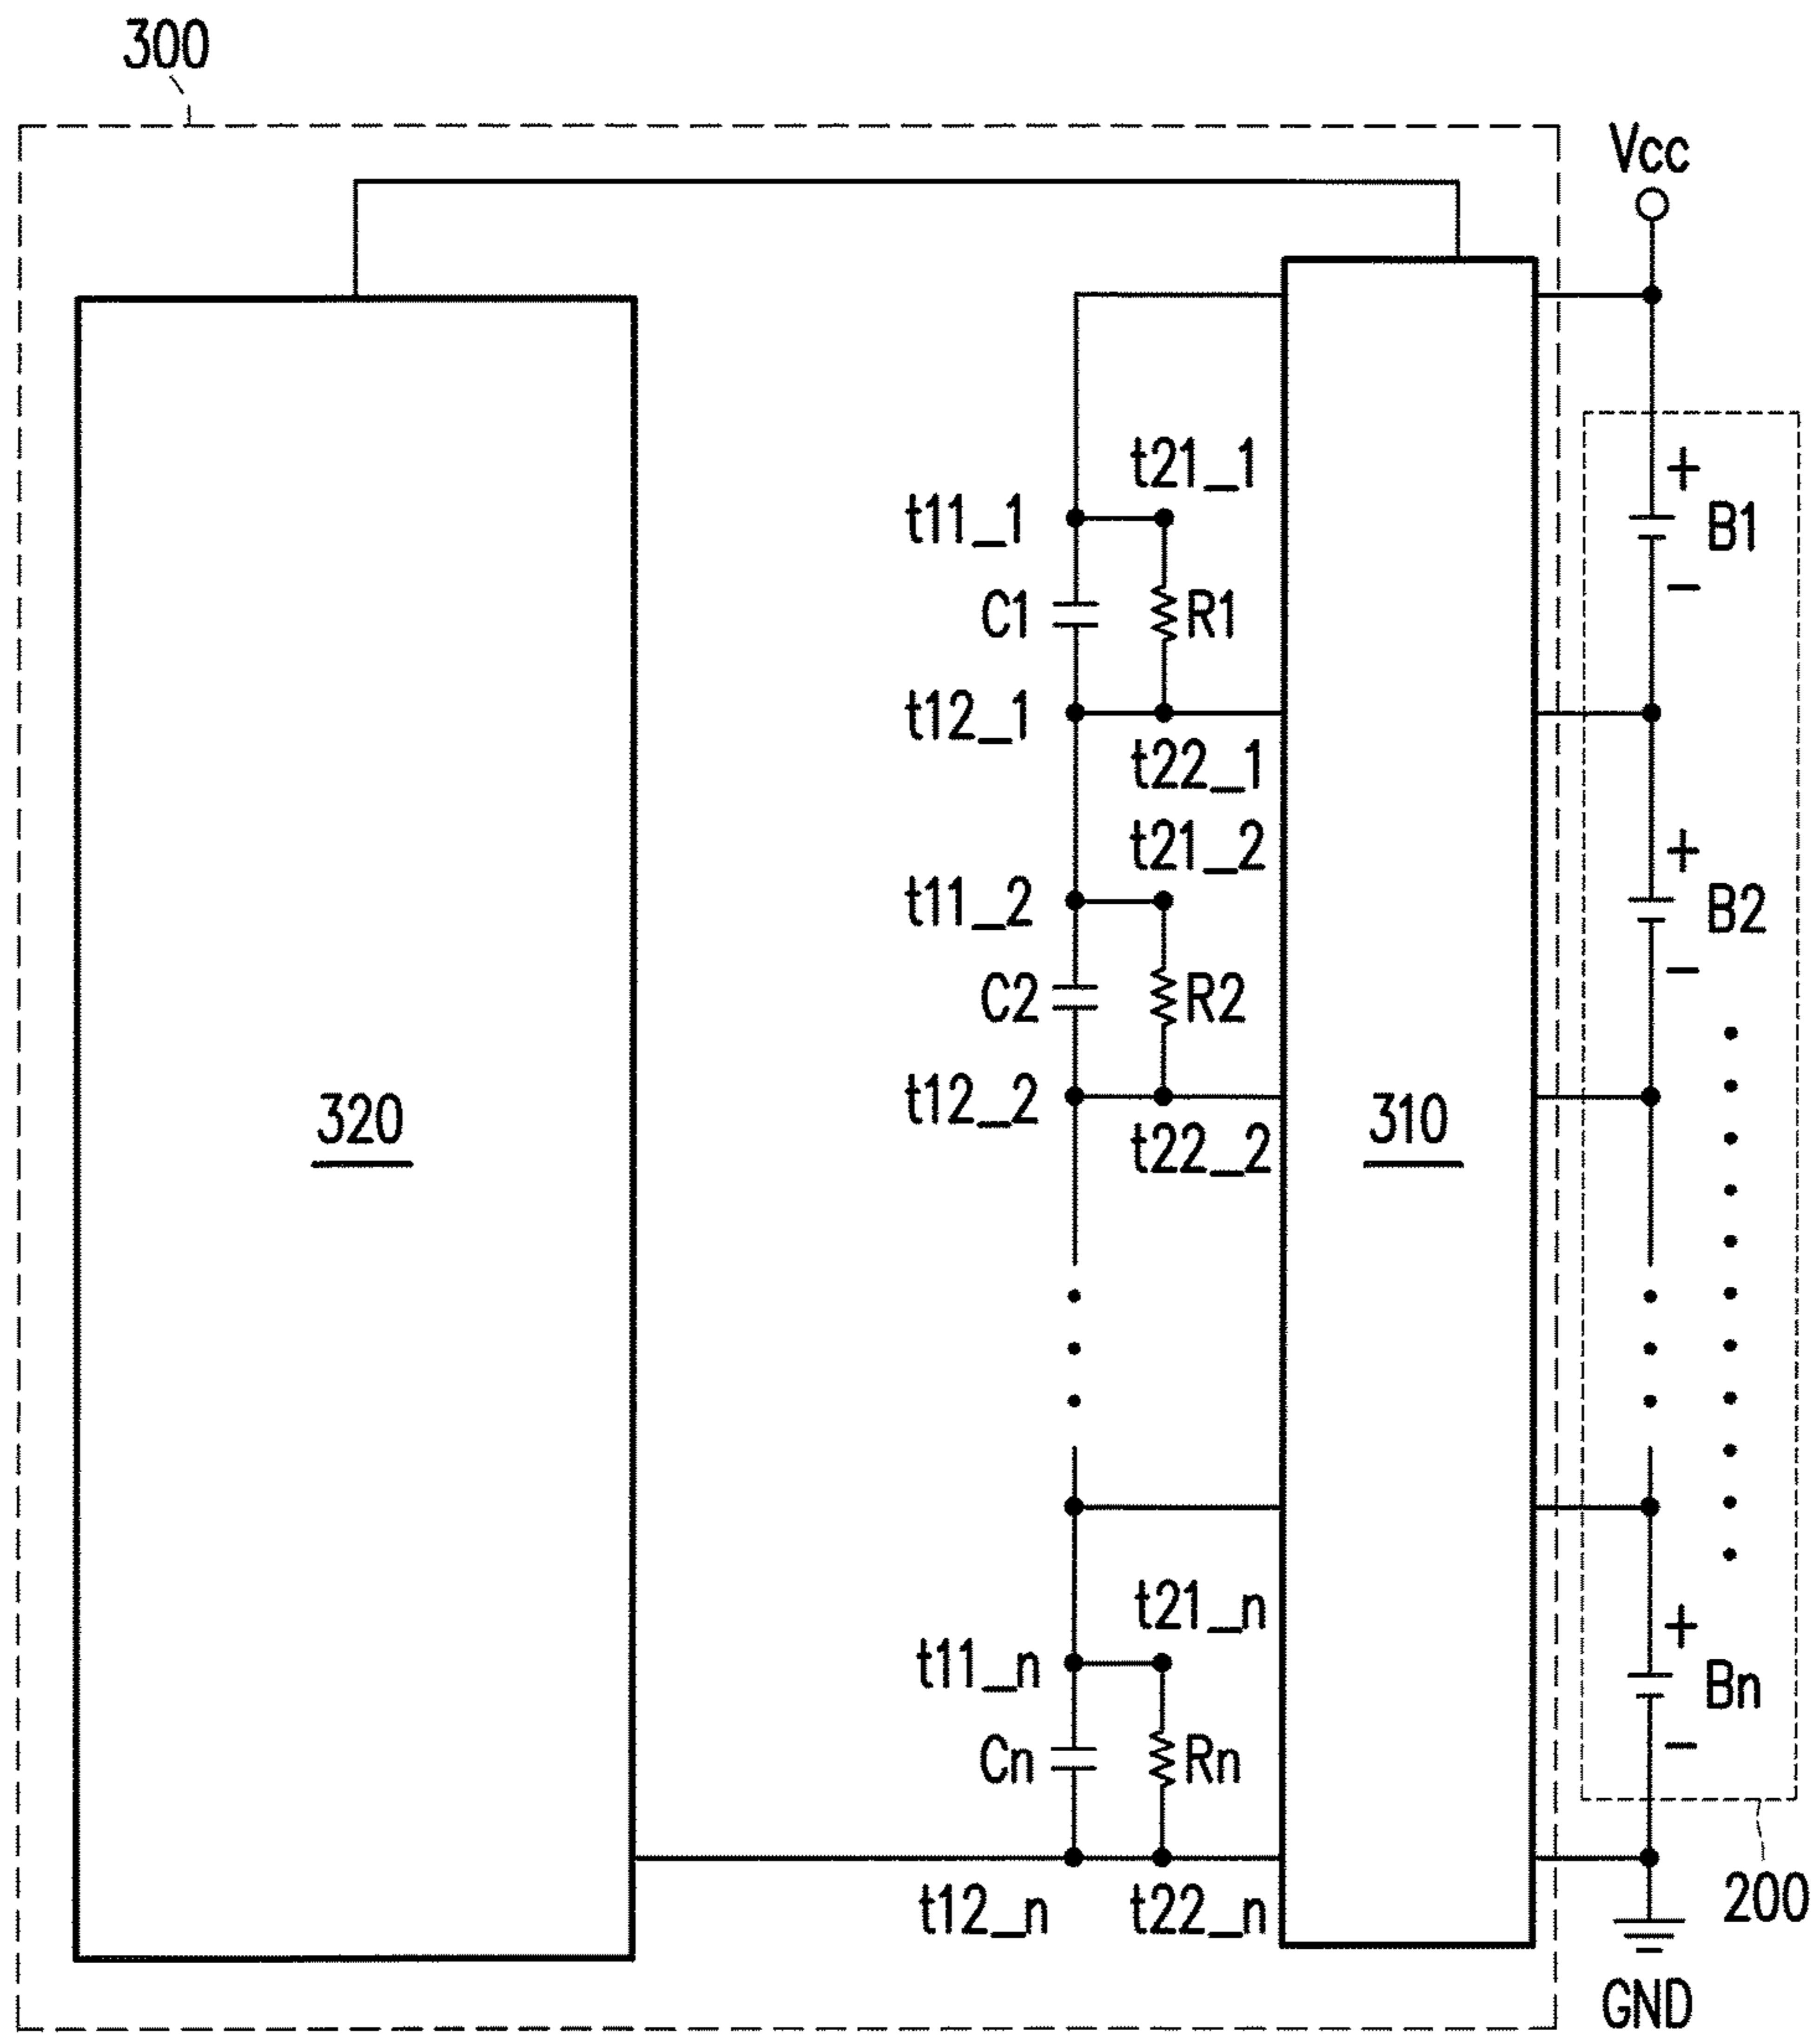 300
Vcc
t21_1
t11_1
+
B1
C1
R1
−
t12_1
t22_1
t21_2
+
t11_2
B2
C2
R2
−
t12_2
320
310
t22_2
t21_n
+
t11_n
Bn
Cn
Rn
−
t12_n
t22_n
200
GND